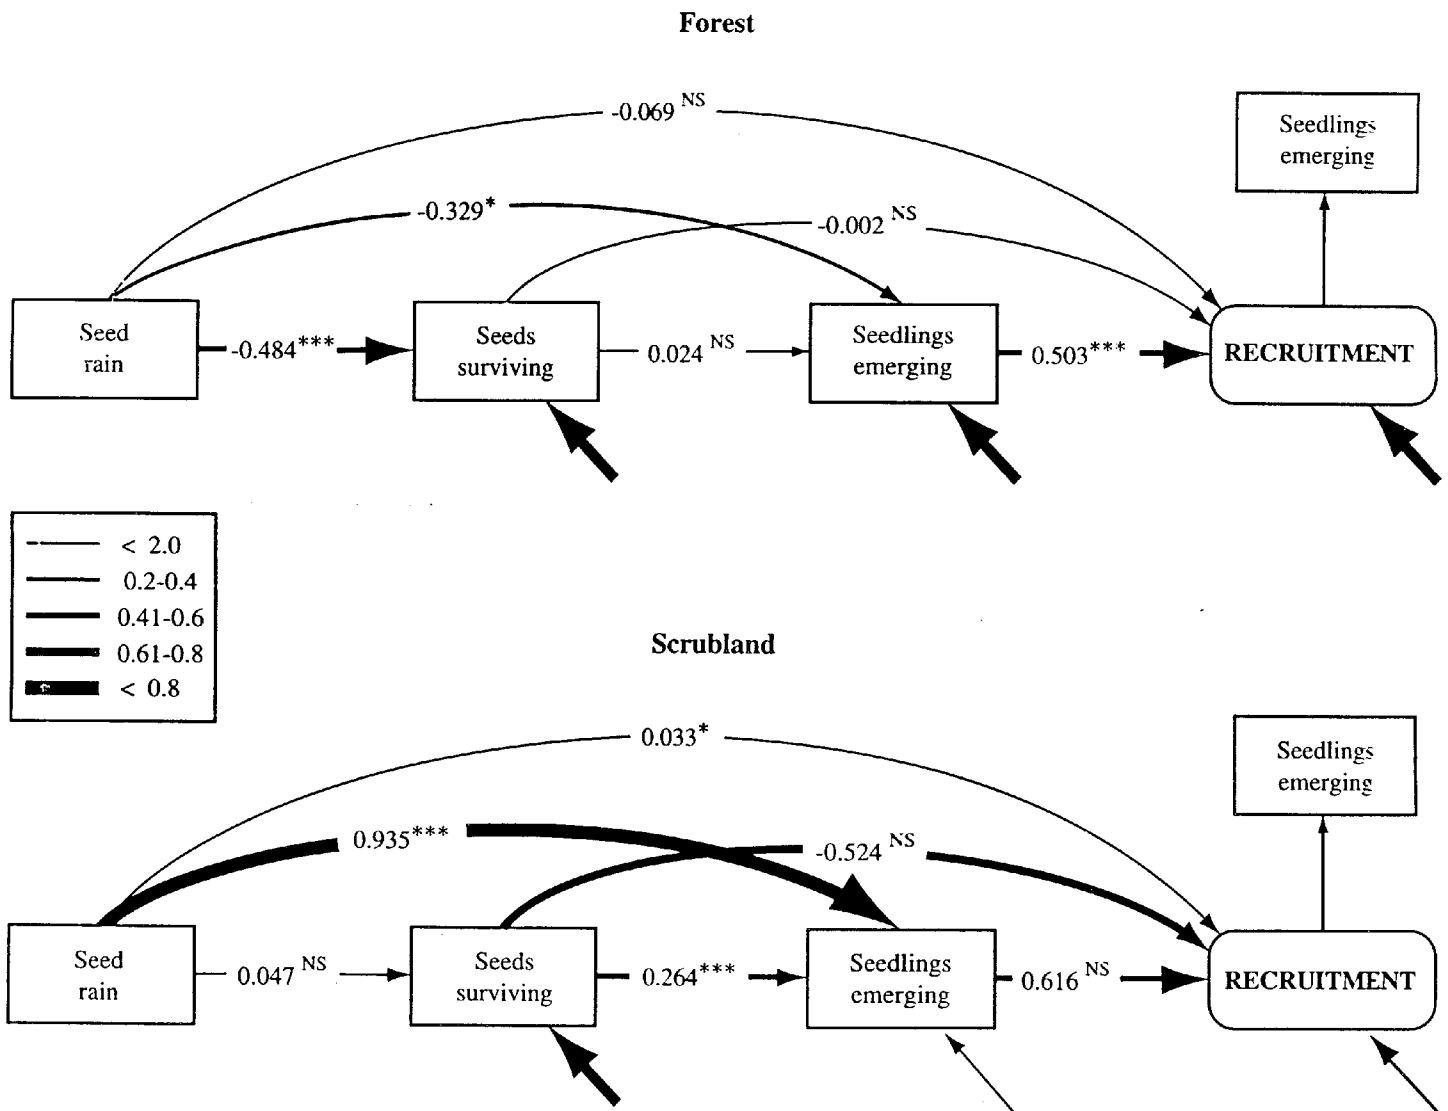 Forest
-0.069 NS
Seedlings
emerging
-0.329*
-0.002 NS
Seed
rain
-0.484***
Seeds
surviving
0.024 NS
Seedlings
emerging
0.503***
RECRUITMENT
< 2.0
0.2-0.4
0.41-0.6
0.61-0.8
< 0.8
Scrubland
0.033*
Seedlings
emerging
0.935***
-0.524 NS
Seed
rain
0.047 NS
Seeds
surviving
0.264***
Seedlings
emerging
0.616 NS
RECRUITMENT